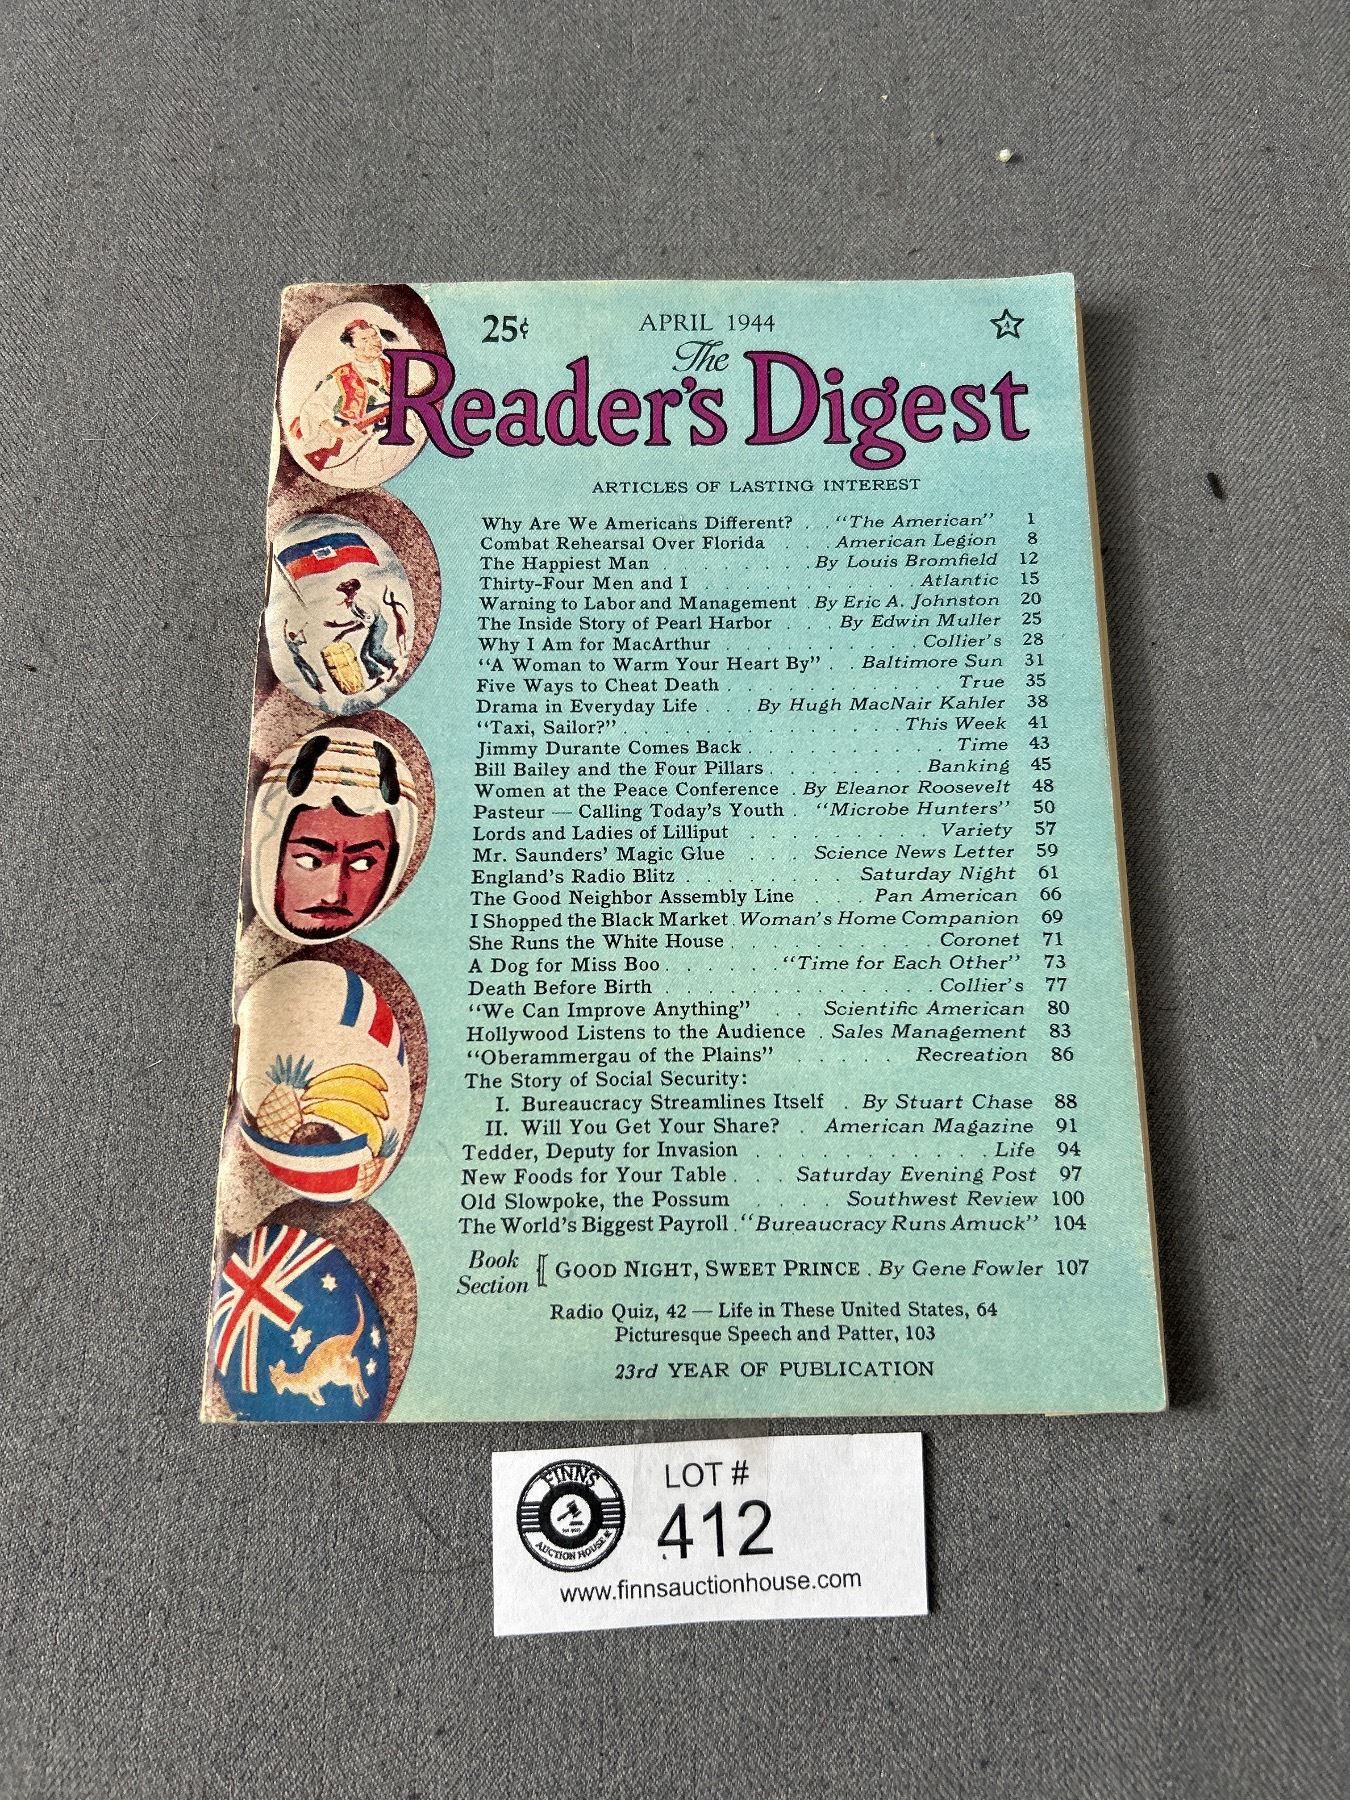 25¢
APRIL 1944
The
Reader's Digest
ARTICLES OF LASTING INTEREST
Why Are We Americans Different? . . "The American" 1
Combat Rehearsal Over Florida . . . American Legion 8
The Happiest Man . . . . . . . . By Louis Bromfield 12
Thirty-Four Men and I . . . . . . . . . . . . Atlantic 15
Warning to Labor and Management . By Eric A. Johnston 20
The Inside Story of Pearl Harbor . . . By Edwin Muller 25
Why I Am for MacArthur . . . . . . . . . . Collier's 28
"A Woman to Warm Your Heart By" . . Baltimore Sun 31
Five Ways to Cheat Death . . . . . . . . . . . . True 35
Drama in Everyday Life . . . By Hugh MacNair Kahler 38
"Taxi, Sailor?" . . . . . . . . . . . . . . . This Week 41
Jimmy Durante Comes Back . . . . . . . . . . . Time 43
Bill Bailey and the Four Pillars . . . . . . . . Banking 45
Women at the Peace Conference . By Eleanor Roosevelt 48
Pasteur — Calling Today's Youth . "Microbe Hunters" 50
Lords and Ladies of Lilliput . . . . . . . . . Variety 57
Mr. Saunders' Magic Glue . . . Science News Letter 59
England's Radio Blitz . . . . . . . . Saturday Night 61
The Good Neighbor Assembly Line . . . Pan American 66
I Shopped the Black Market . Woman's Home Companion 69
She Runs the White House . . . . . . . . . . Coronet 71
A Dog for Miss Boo . . . . . . "Time for Each Other" 73
Death Before Birth . . . . . . . . . . . . . Collier's 77
"We Can Improve Anything" . . Scientific American 80
Hollywood Listens to the Audience . Sales Management 83
"Oberammergau of the Plains" . . . . . Recreation 86
The Story of Social Security:
I. Bureaucracy Streamlines Itself . By Stuart Chase 88
II. Will You Get Your Share? . American Magazine 91
Tedder, Deputy for Invasion . . . . . . . . . . . Life 94
New Foods for Your Table . . . Saturday Evening Post 97
Old Slowpoke, the Possum . . . . Southwest Review 100
The World's Biggest Payroll . "Bureaucracy Runs Amuck" 104
Book Section [ GOOD NIGHT, SWEET PRINCE . By Gene Fowler 107
Radio Quiz, 42 — Life in These United States, 64
Picturesque Speech and Patter, 103
23rd YEAR OF PUBLICATION
FINNS
AUCTION HOUSE
LOT #
412
www.finnsauctionhouse.com